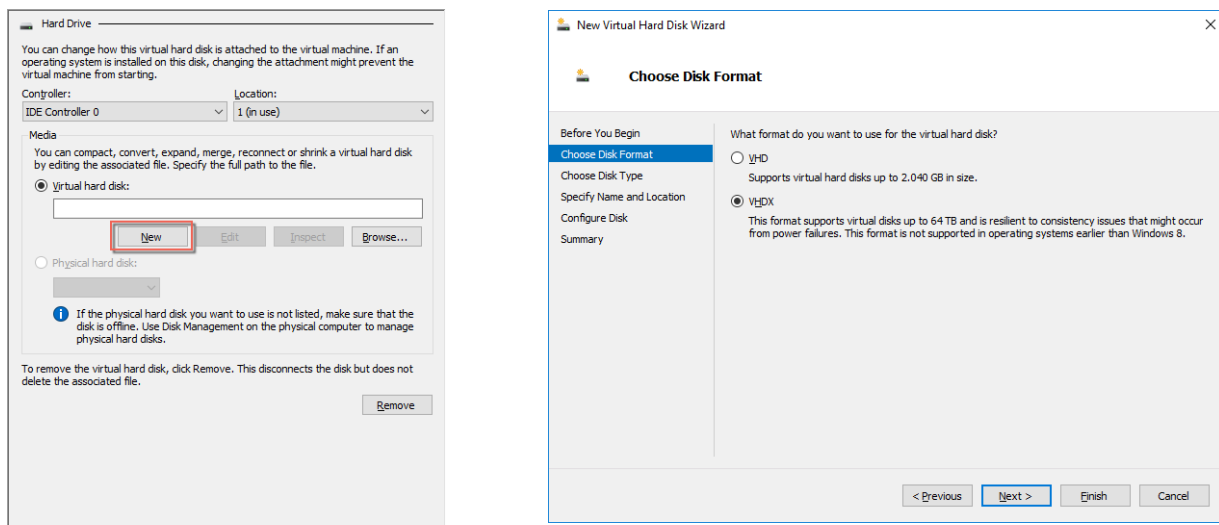 Hard Drive
You can change how this virtual hard disk is attached to the virtual machine. If an
operating system is installed on this disk, changing the attachment might prevent the
virtual machine from starting.
Controller:
Location:
IDE Controller 0
1 (in use)
Media
You can compact, convert, expand, merge, reconnect or shrink a virtual hard disk
by editing the associated file. Specify the full path to the file.
Virtual hard disk:
New
Edit
Inspect
Browse...
Physical hard disk:
If the physical hard disk you want to use is not listed, make sure that the
disk is offline. Use Disk Management on the physical computer to manage
physical hard disks.
To remove the virtual hard disk, click Remove. This disconnects the disk but does not
delete the associated file.
Remove
New Virtual Hard Disk Wizard
Choose Disk Format
Before You Begin
Choose Disk Format
Choose Disk Type
Specify Name and Location
Configure Disk
Summary
What format do you want to use for the virtual hard disk?
VHD
Supports virtual hard disks up to 2.040 GB in size.
VHDX
This format supports virtual disks up to 64 TB and is resilient to consistency issues that might occur
from power failures. This format is not supported in operating systems earlier than Windows 8.
< Previous
Next >
Finish
Cancel